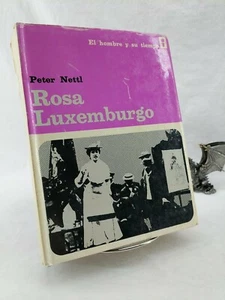 El hombre y su tiempo
Peter Nettl
Rosa
Luxemburgo